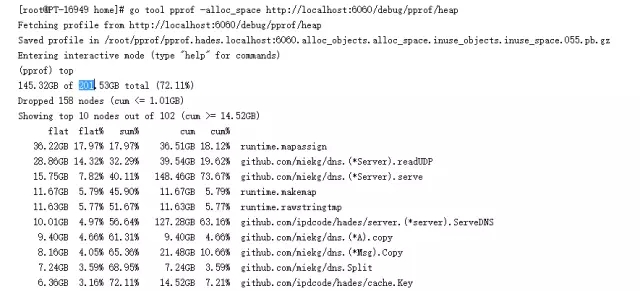 [root@PT-16949 home]# go tool pprof -alloc_space http://localhost:6060/debug/pprof/heap
Fetching profile from http://localhost:6060/debug/pprof/heap
Saved profile in /root/pprof/pprof.hades.localhost:6060.alloc_objects.alloc_space.inuse_objects.inuse_space.055.pb.gz
Entering interactive mode (type "help" for commands)
(pprof) top
145.32GB of 201.53GB total (72.11%)
Dropped 158 nodes (cum <= 1.01GB)
Showing top 10 nodes out of 102 (cum >= 14.52GB)
flat flat% sum% cum cum%
36.22GB 17.97% 17.97% 36.51GB 18.12% runtime.mapassign
28.86GB 14.32% 32.29% 39.54GB 19.62% github.com/miekg/dns.(*Server).readUDP
15.75GB 7.82% 40.11% 148.46GB 73.67% github.com/miekg/dns.(*Server).serve
11.67GB 5.79% 45.90% 11.67GB 5.79% runtime.makemap
11.63GB 5.77% 51.67% 11.63GB 5.77% runtime.rawstringtmp
10.01GB 4.97% 56.64% 127.28GB 63.16% github.com/ipdcode/hades/server.(*server).ServeDNS
9.40GB 4.66% 61.31% 9.40GB 4.66% github.com/miekg/dns.(*A).copy
8.16GB 4.05% 65.36% 21.48GB 10.66% github.com/miekg/dns.(*Msg).Copy
7.24GB 3.59% 68.95% 7.24GB 3.59% github.com/miekg/dns.Split
6.36GB 3.16% 72.11% 14.52GB 7.21% github.com/ipdcode/hades/cache.Key